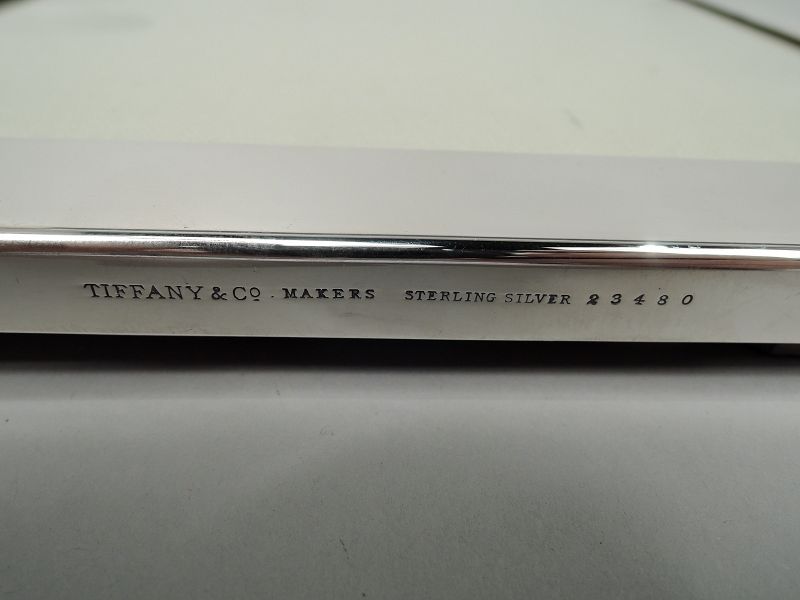 TIFFANY & Cº. MAKERS STERLING SILVER 23480